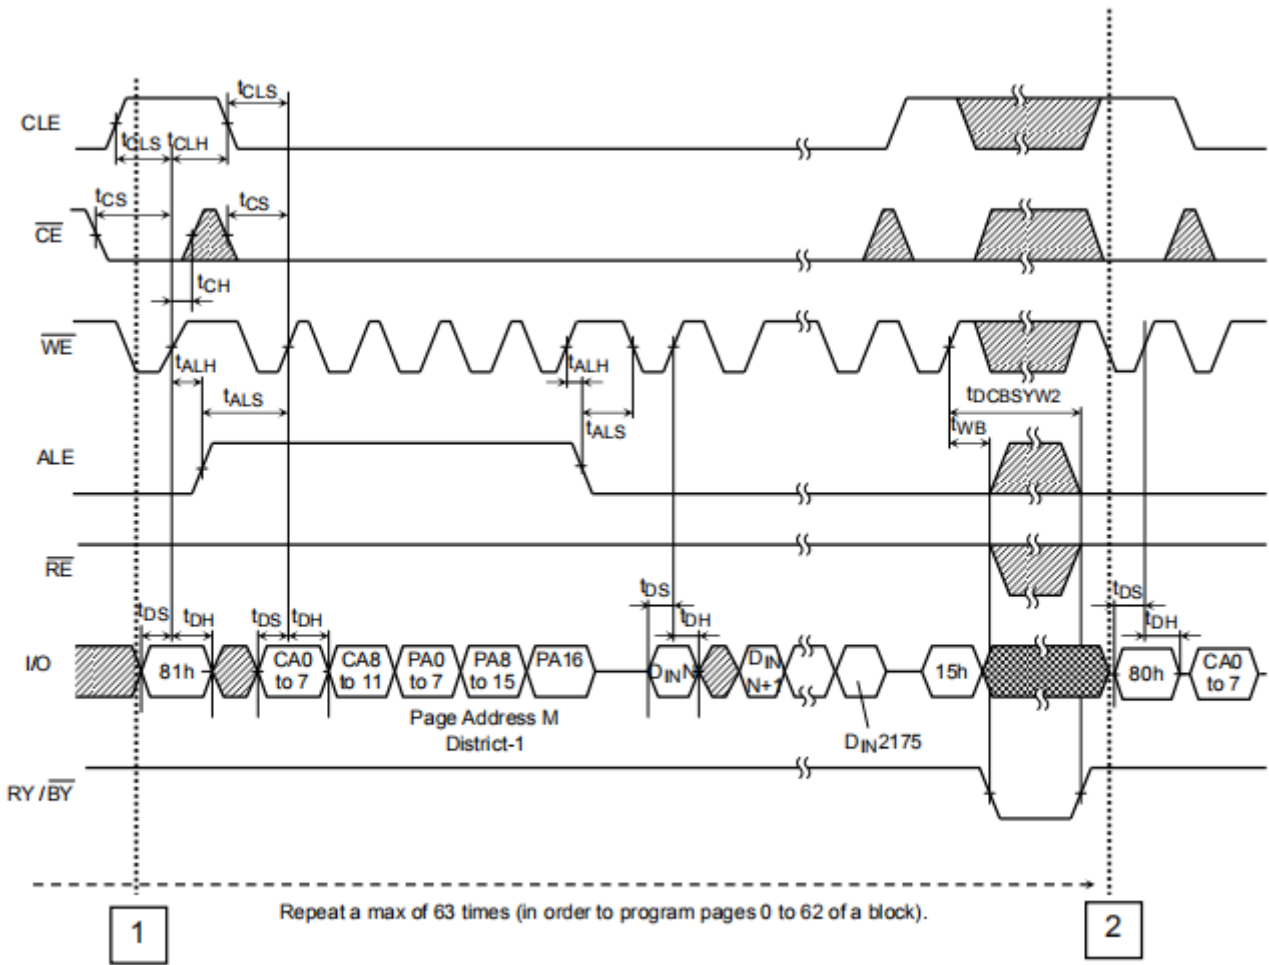 tCLS
CLE
tCLS tCLH
tCS tCS
CE
tCH
WE
tALH tALH
tALS tALS
tDCBSYW2
tWB
ALE
RE
tDS tDH tDS tDH tDS tDH tDS tDH
I/O
81h
CA0 to 7
CA8 to 11
PA0 to 7
PA8 to 15
PA16
DINN
DIN N+1
15h
80h
CA0 to 7
Page Address M
District-1
DIN2175
RY /BY
Repeat a max of 63 times (in order to program pages 0 to 62 of a block).
1
2